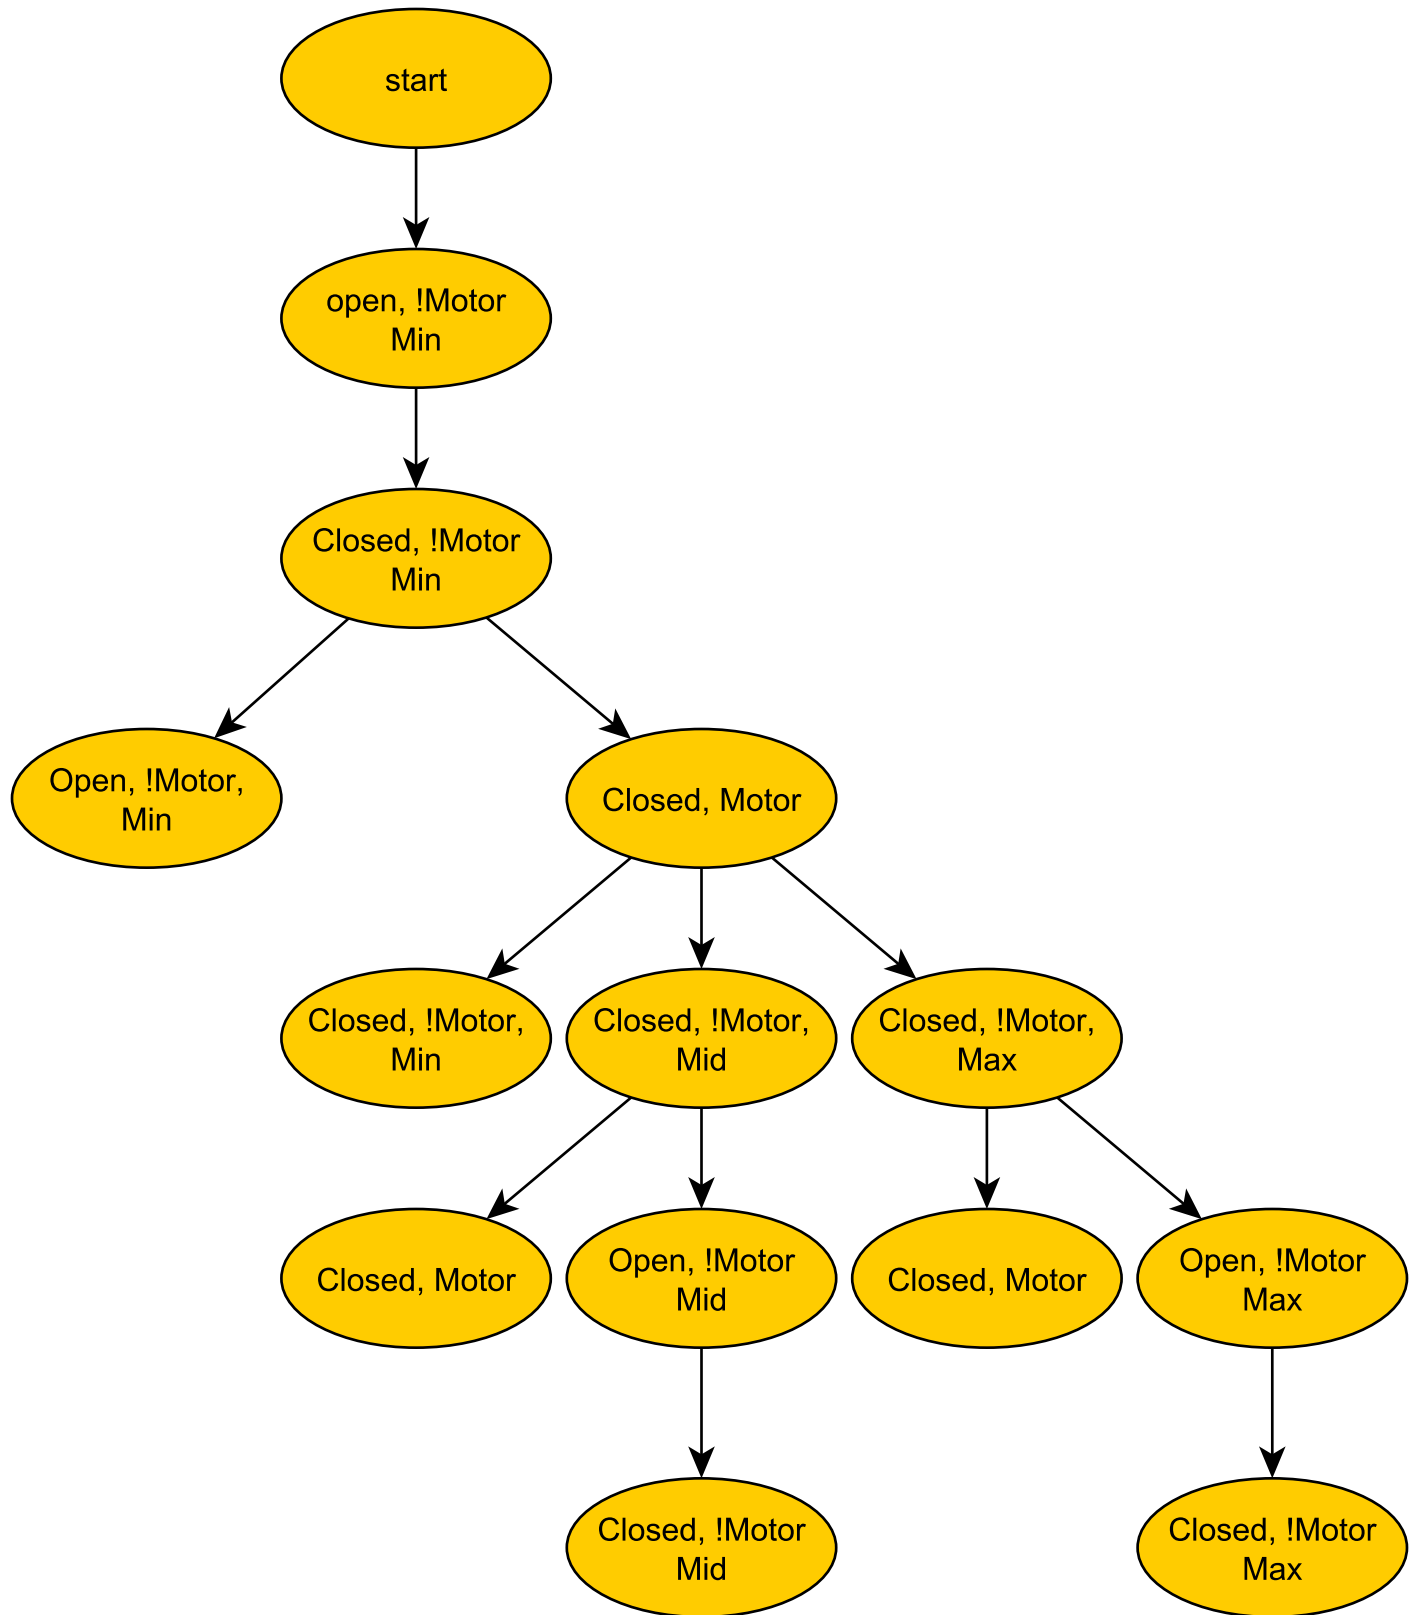 start
open, !Motor
Min
Closed, !Motor
Min
Open, !Motor,
Min
Closed, Motor
Closed, !Motor,
Min
Closed, !Motor,
Mid
Closed, !Motor,
Max
Closed, Motor
Open, !Motor
Mid
Closed, Motor
Open, !Motor
Max
Closed, !Motor
Mid
Closed, !Motor
Max